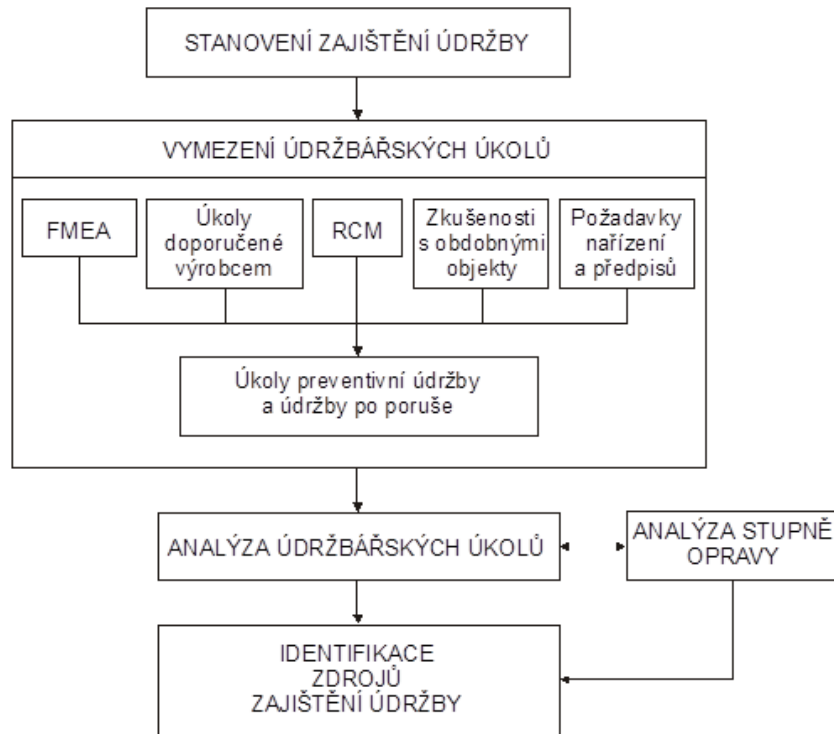 STANOVENÍ ZAJIŠTĚNÍ ÚDRŽBY
VYMEZENÍ ÚDRŽBÁŘSKÝCH ÚKOLŮ
FMEA
Úkoly
doporučené
výrobcem
RCM
Zkušenosti
s obdobnými
objekty
Požadavky
nařízení
a předpisů
Úkoly preventivní údržby
a údržby po poruše
ANALÝZA ÚDRŽBÁŘSKÝCH ÚKOLŮ
ANALÝZA STUPNĚ
OPRAVY
IDENTIFIKACE
ZDROJŮ
ZAJIŠTĚNÍ ÚDRŽBY